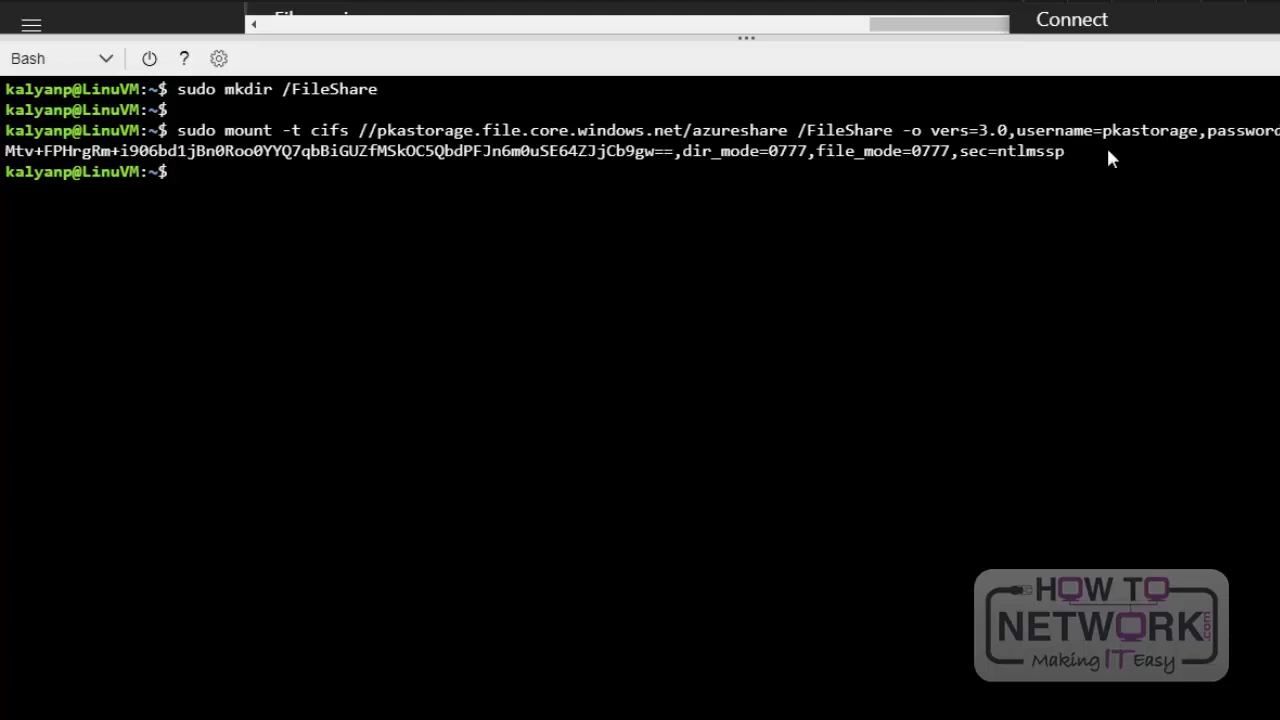 Connect
Bash
?
kalyanp@LinuVM:~$ sudo mkdir /FileShare
kalyanp@LinuVM:~$
kalyanp@LinuVM:~$ sudo mount -t cifs //pkastorage.file.core.windows.net/azureshare /FileShare -o vers=3.0,username=pkastorage,password
Mtv+FPHrgRm+i906bd1jBn0Roo0YYQ7qbBiGUZfMSkOC5QbdPFJn6m0uSE64ZJjCb9gw==,dir_mode=0777,file_mode=0777,sec=ntlmssp
kalyanp@LinuVM:~$
HOW TO
NETWORK.com
Making IT Easy